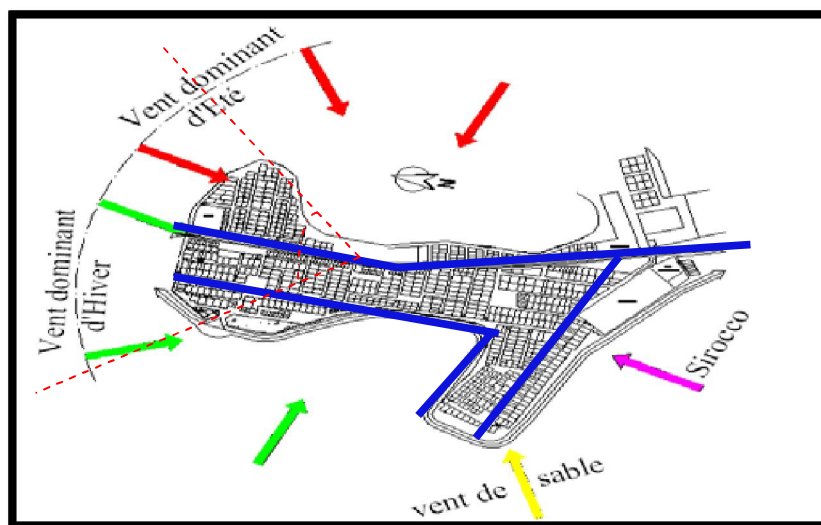 Vent dominant
d'Eté
N
Vent dominant
d'Hiver
Sirocco
vent de sable